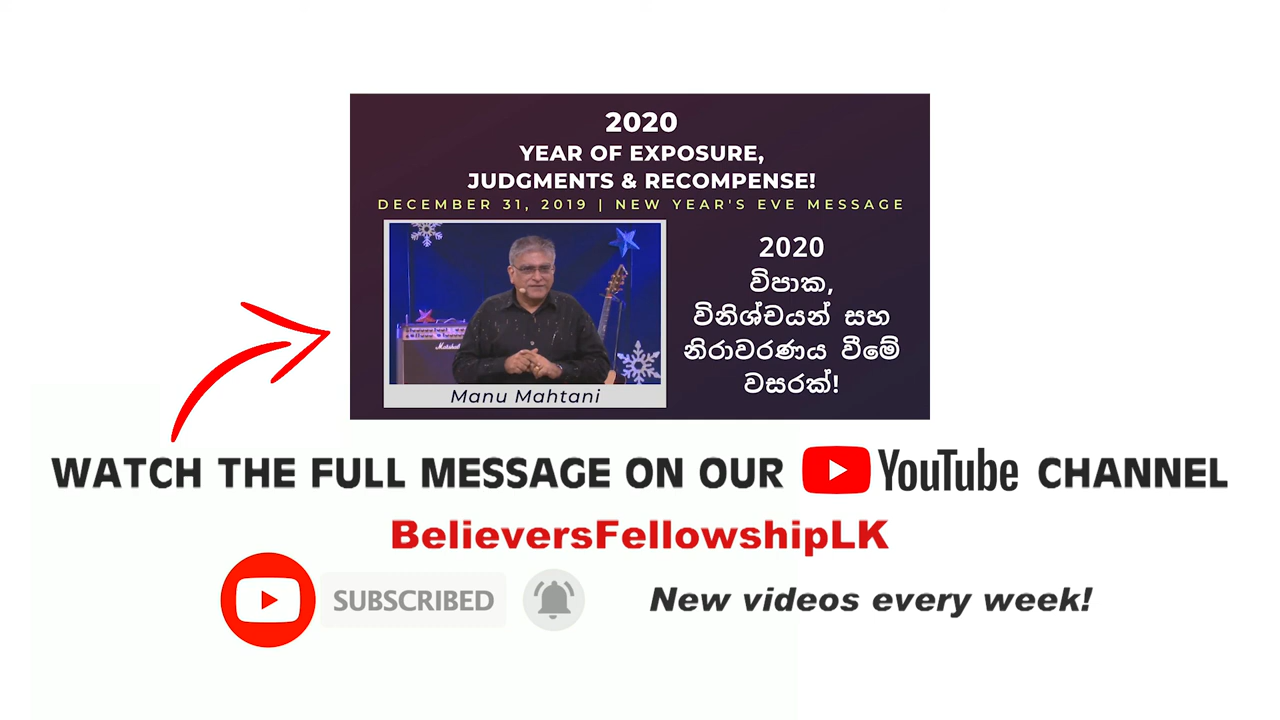 2020
YEAR OF EXPOSURE,
JUDGMENTS & RECOMPENSE!
DECEMBER 31, 2019 | NEW YEAR'S EVE MESSAGE
Marshall
Manu Mahtani
2020
විපාක,
විනිශ්චයන් සහ
නිරාවරණය වීමේ
වසරක්!
WATCH THE FULL MESSAGE ON OUR YouTube CHANNEL
BelieversFellowshipLK
SUBSCRIBED
New videos every week!